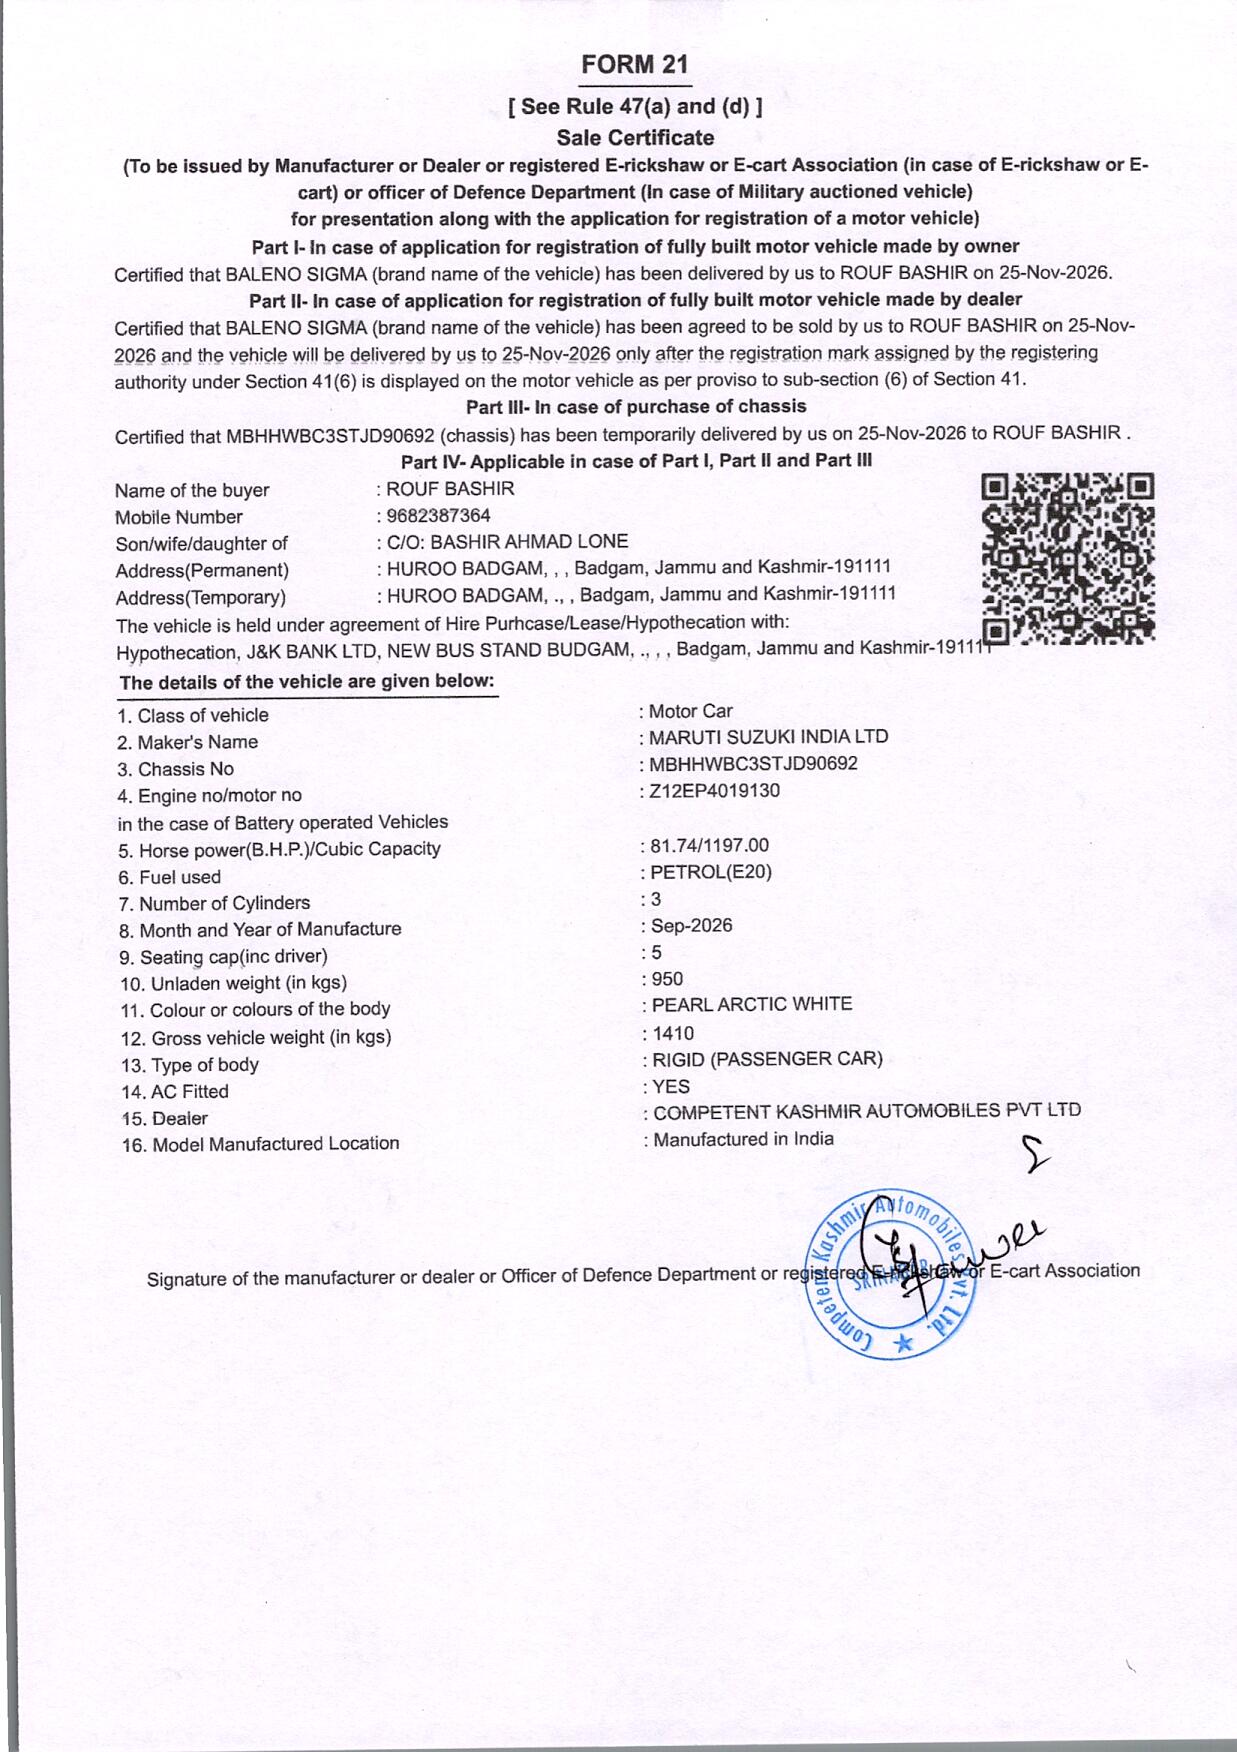 FORM 21
[ See Rule 47(a) and (d) ]
Sale Certificate
(To be issued by Manufacturer or Dealer or registered E-rickshaw or E-cart Association (in case of E-rickshaw or E-
cart) or officer of Defence Department (In case of Military auctioned vehicle)
for presentation along with the application for registration of a motor vehicle)
Part I- In case of application for registration of fully built motor vehicle made by owner
Certified that BALENO SIGMA (brand name of the vehicle) has been delivered by us to ROUF BASHIR on 25-Nov-2026.
Part II- In case of application for registration of fully built motor vehicle made by dealer
Certified that BALENO SIGMA (brand name of the vehicle) has been agreed to be sold by us to ROUF BASHIR on 25-Nov-
2026 and the vehicle will be delivered by us to 25-Nov-2026 only after the registration mark assigned by the registering
authority under Section 41(6) is displayed on the motor vehicle as per proviso to sub-section (6) of Section 41.
Part III- In case of purchase of chassis
Certified that MBHHWBC3STJD90692 (chassis) has been temporarily delivered by us on 25-Nov-2026 to ROUF BASHIR .
Part IV- Applicable in case of Part I, Part II and Part III
Name of the buyer : ROUF BASHIR
Mobile Number : 9682387364
Son/wife/daughter of : C/O: BASHIR AHMAD LONE
Address(Permanent) : HUROO BADGAM, , , Badgam, Jammu and Kashmir-191111
Address(Temporary) : HUROO BADGAM, ., , Badgam, Jammu and Kashmir-191111
The vehicle is held under agreement of Hire Purhcase/Lease/Hypothecation with:
Hypothecation, J&K BANK LTD, NEW BUS STAND BUDGAM, ., , , Badgam, Jammu and Kashmir-191111
The details of the vehicle are given below:
1. Class of vehicle : Motor Car
2. Maker's Name : MARUTI SUZUKI INDIA LTD
3. Chassis No : MBHHWBC3STJD90692
4. Engine no/motor no : Z12EP4019130
in the case of Battery operated Vehicles
5. Horse power(B.H.P.)/Cubic Capacity : 81.74/1197.00
6. Fuel used : PETROL(E20)
7. Number of Cylinders : 3
8. Month and Year of Manufacture : Sep-2026
9. Seating cap(inc driver) : 5
10. Unladen weight (in kgs) : 950
11. Colour or colours of the body : PEARL ARCTIC WHITE
12. Gross vehicle weight (in kgs) : 1410
13. Type of body : RIGID (PASSENGER CAR)
14. AC Fitted : YES
15. Dealer : COMPETENT KASHMIR AUTOMOBILES PVT LTD
16. Model Manufactured Location : Manufactured in India
Competent Kashmir Automobiles Pvt. Ltd.
SRINAGAR
Signature of the manufacturer or dealer or Officer of Defence Department or registered E-rickshaw or E-cart Association